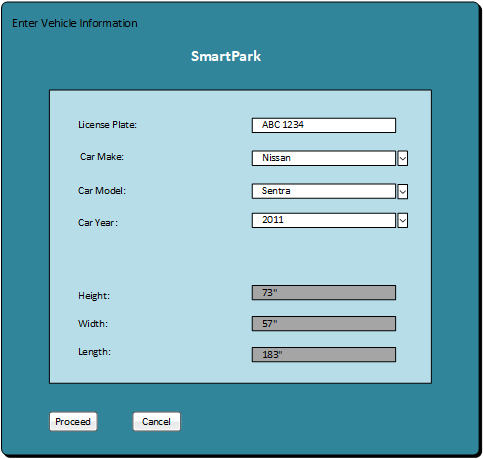 Enter Vehicle Information
SmartPark
License Plate: ABC 1234
Car Make: Nissan
Car Model: Sentra
Car Year: 2011
Height: 73"
Width: 57"
Length: 183"
Proceed Cancel